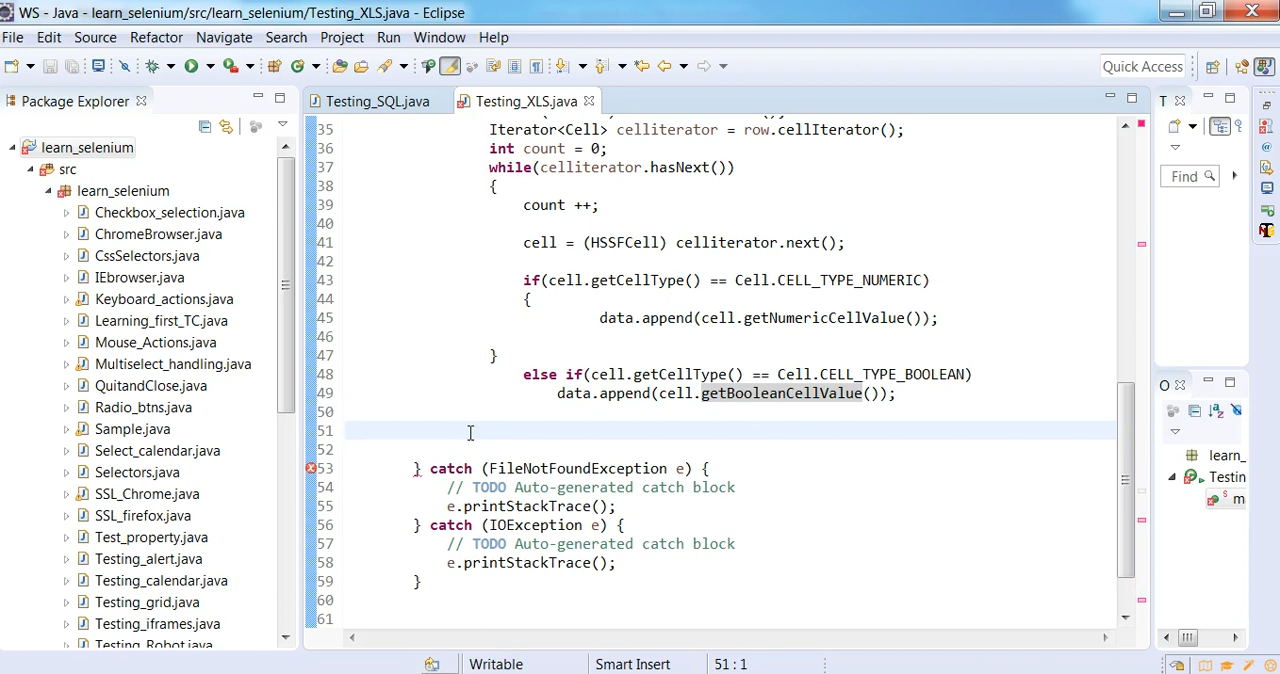 WS - Java - learn_selenium/src/learn_selenium/Testing_XLS.java - Eclipse
File Edit Source Refactor Navigate Search Project Run Window Help
Quick Access
Package Explorer
learn_selenium
src
learn_selenium
Checkbox_selection.java
ChromeBrowser.java
CssSelectors.java
IEbrowser.java
Keyboard_actions.java
Learning_first_TC.java
Mouse_Actions.java
Multiselect_handling.java
QuitandClose.java
Radio_btns.java
Sample.java
Select_calendar.java
Selectors.java
SSL_Chrome.java
SSL_firefox.java
Test_property.java
Testing_alert.java
Testing_calendar.java
Testing_grid.java
Testing_iframes.java
Testing_Robot.java
Testing_SQL.java Testing_XLS.java
35 Iterator<Cell> celliterator = row.cellIterator();
36 int count = 0;
37 while(celliterator.hasNext())
38 {
39 count ++;
40
41 cell = (HSSFCell) celliterator.next();
42
43 if(cell.getCellType() == Cell.CELL_TYPE_NUMERIC)
44 {
45 data.append(cell.getNumericCellValue());
46
47 }
48 else if(cell.getCellType() == Cell.CELL_TYPE_BOOLEAN)
49 data.append(cell.getBooleanCellValue());
50
51
52
53 } catch (FileNotFoundException e) {
54 // TODO Auto-generated catch block
55 e.printStackTrace();
56 } catch (IOException e) {
57 // TODO Auto-generated catch block
58 e.printStackTrace();
59 }
60
61
T
Find
O
learn_
Testin
m
Writable Smart Insert 51 : 1